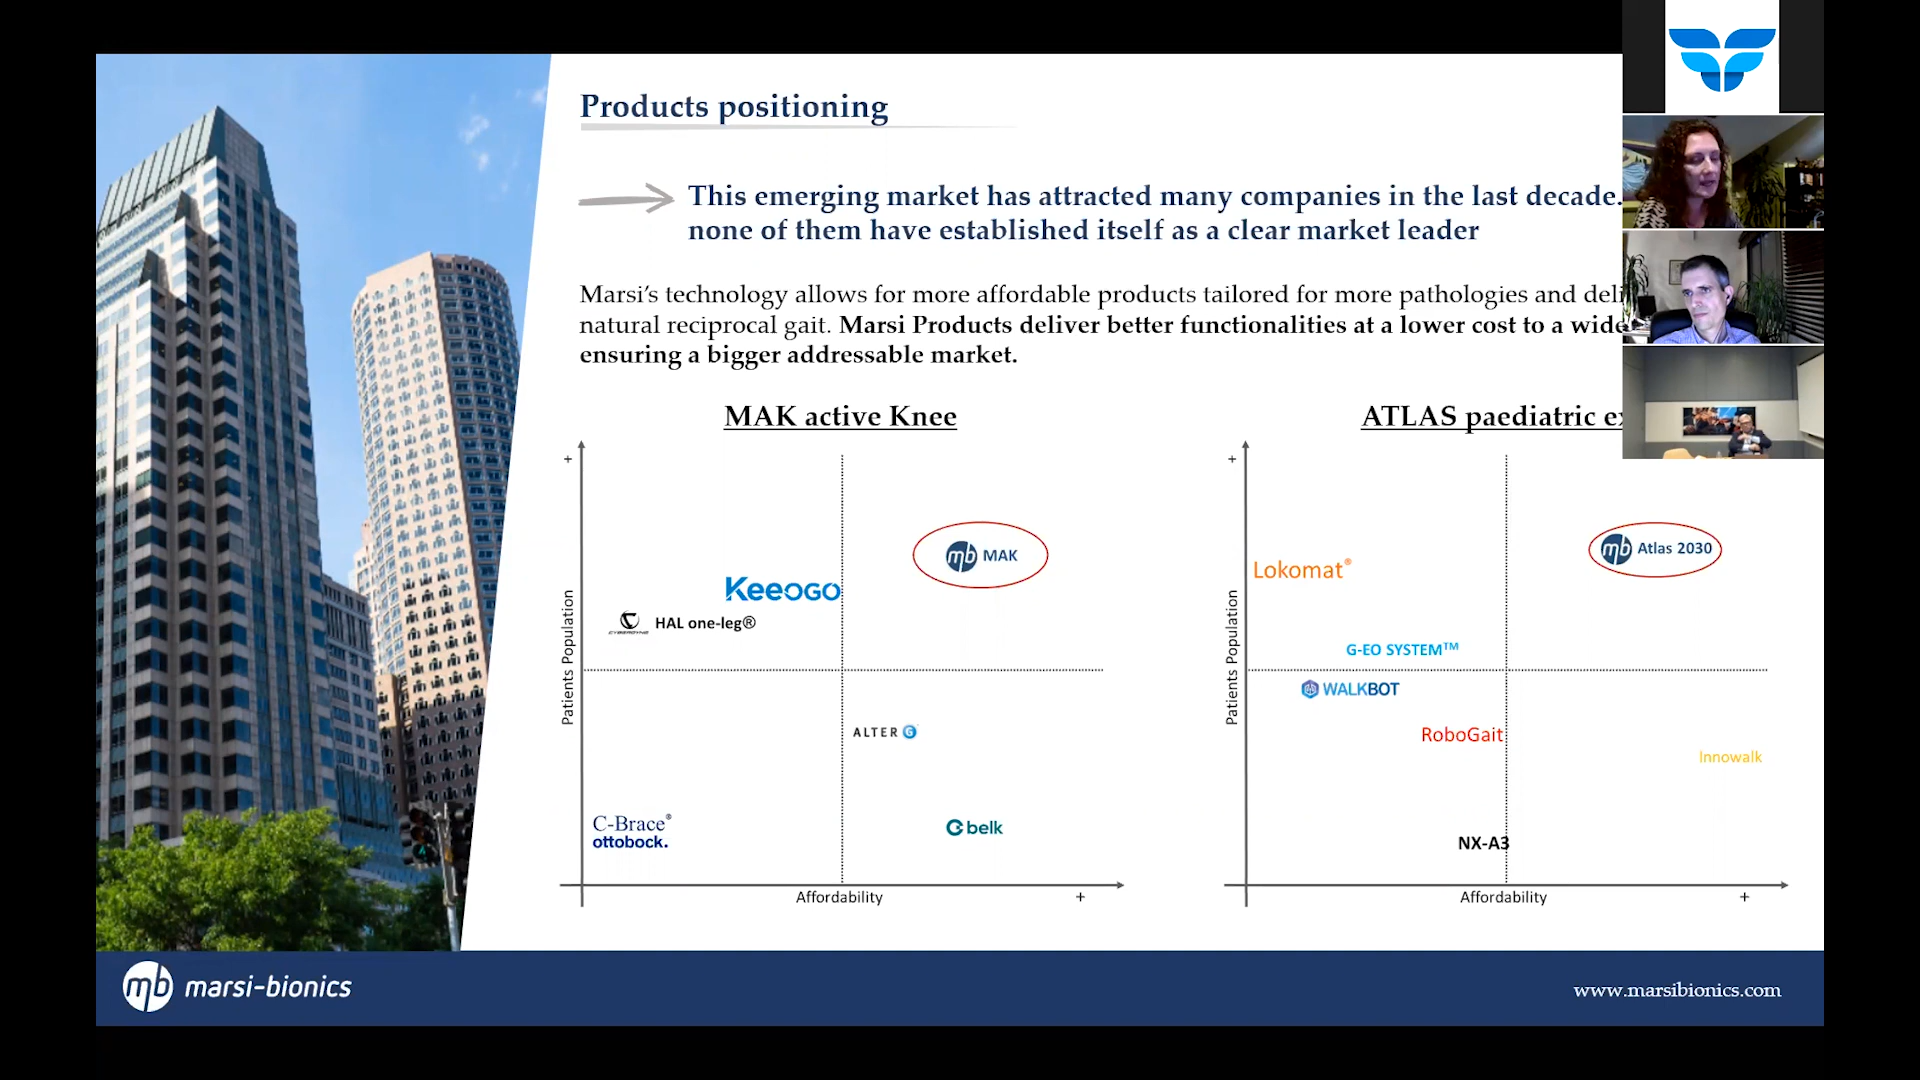 Products positioning
This emerging market has attracted many companies in the last decade.
none of them have established itself as a clear market leader
Marsi's technology allows for more affordable products tailored for more pathologies and
natural reciprocal gait. Marsi Products deliver better functionalities at a lower cost to a
ensuring a bigger addressable market.
MAK active Knee
+
mb MAK
Keeogo
CYBERDYNE HAL one-leg®
Patients Population
ALTER G
C-Brace®
ottobock.
belk
Affordability
+
ATLAS paediatric
+
mb Atlas 2030
Lokomat®
Patients Population
G-EO SYSTEM™
WALKBOT
RoboGait
Innowalk
NX-A3
Affordability
+
mb marsi-bionics
www.marsibionics.com